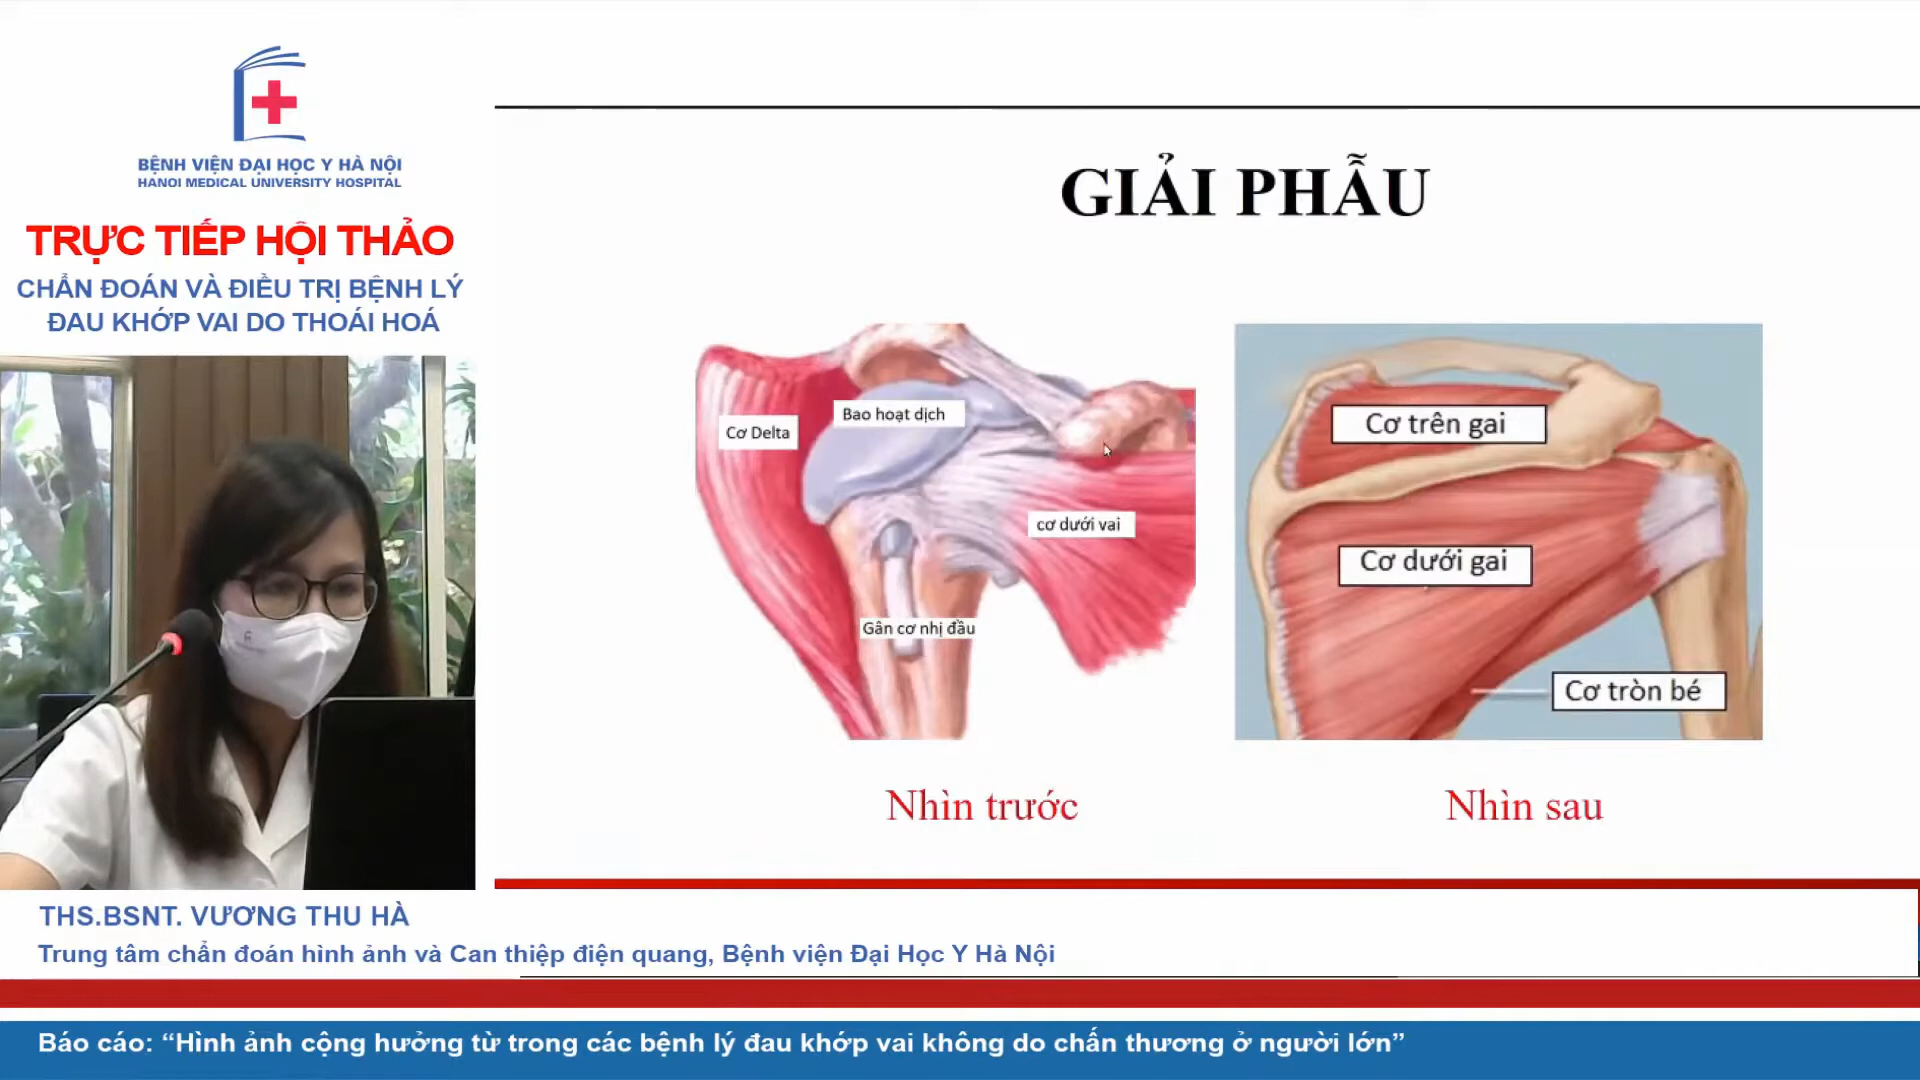 BỆNH VIỆN ĐẠI HỌC Y HÀ NỘI
HANOI MEDICAL UNIVERSITY HOSPITAL
TRỰC TIẾP HỘI THẢO
CHẨN ĐOÁN VÀ ĐIỀU TRỊ BỆNH LÝ
ĐAU KHỚP VAI DO THOÁI HOÁ
GIẢI PHẪU
Cơ Delta
Bao hoạt dịch
cơ dưới vai
Gân cơ nhị đầu
Nhìn trước
Cơ trên gai
Cơ dưới gai
Cơ tròn bé
Nhìn sau
THS.BSNT. VƯƠNG THU HÀ
Trung tâm chẩn đoán hình ảnh và Can thiệp điện quang, Bệnh viện Đại Học Y Hà Nội
Báo cáo: “Hình ảnh cộng hưởng từ trong các bệnh lý đau khớp vai không do chấn thương ở người lớn”